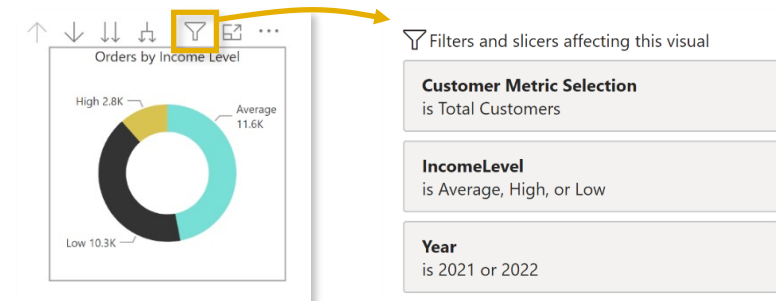 Orders by Income Level
High 2.8K
Average
11.6K
Low 10.3K
Filters and slicers affecting this visual
Customer Metric Selection
is Total Customers
IncomeLevel
is Average, High, or Low
Year
is 2021 or 2022